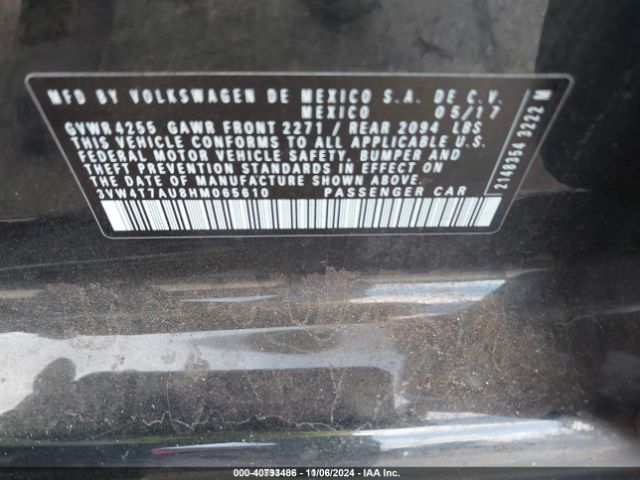 MFD BY VOLKSWAGEN DE MEXICO S.A. DE C.V.
MEXICO 05/17
GVWR 4255 GAWR FRONT 2271 / REAR 2094 LBS
THIS VEHICLE CONFORMS TO ALL APPLICABLE U.S.
FEDERAL MOTOR VEHICLE SAFETY, BUMPER AND
THEFT PREVENTION STANDARDS IN EFFECT ON
THE DATE OF MANUFACTURE SHOWN ABOVE.
3VW4T7AU8HM065610 PASSENGER CAR
2148354 3222 M
000-40793486 - 11/06/2024 - IAA Inc.